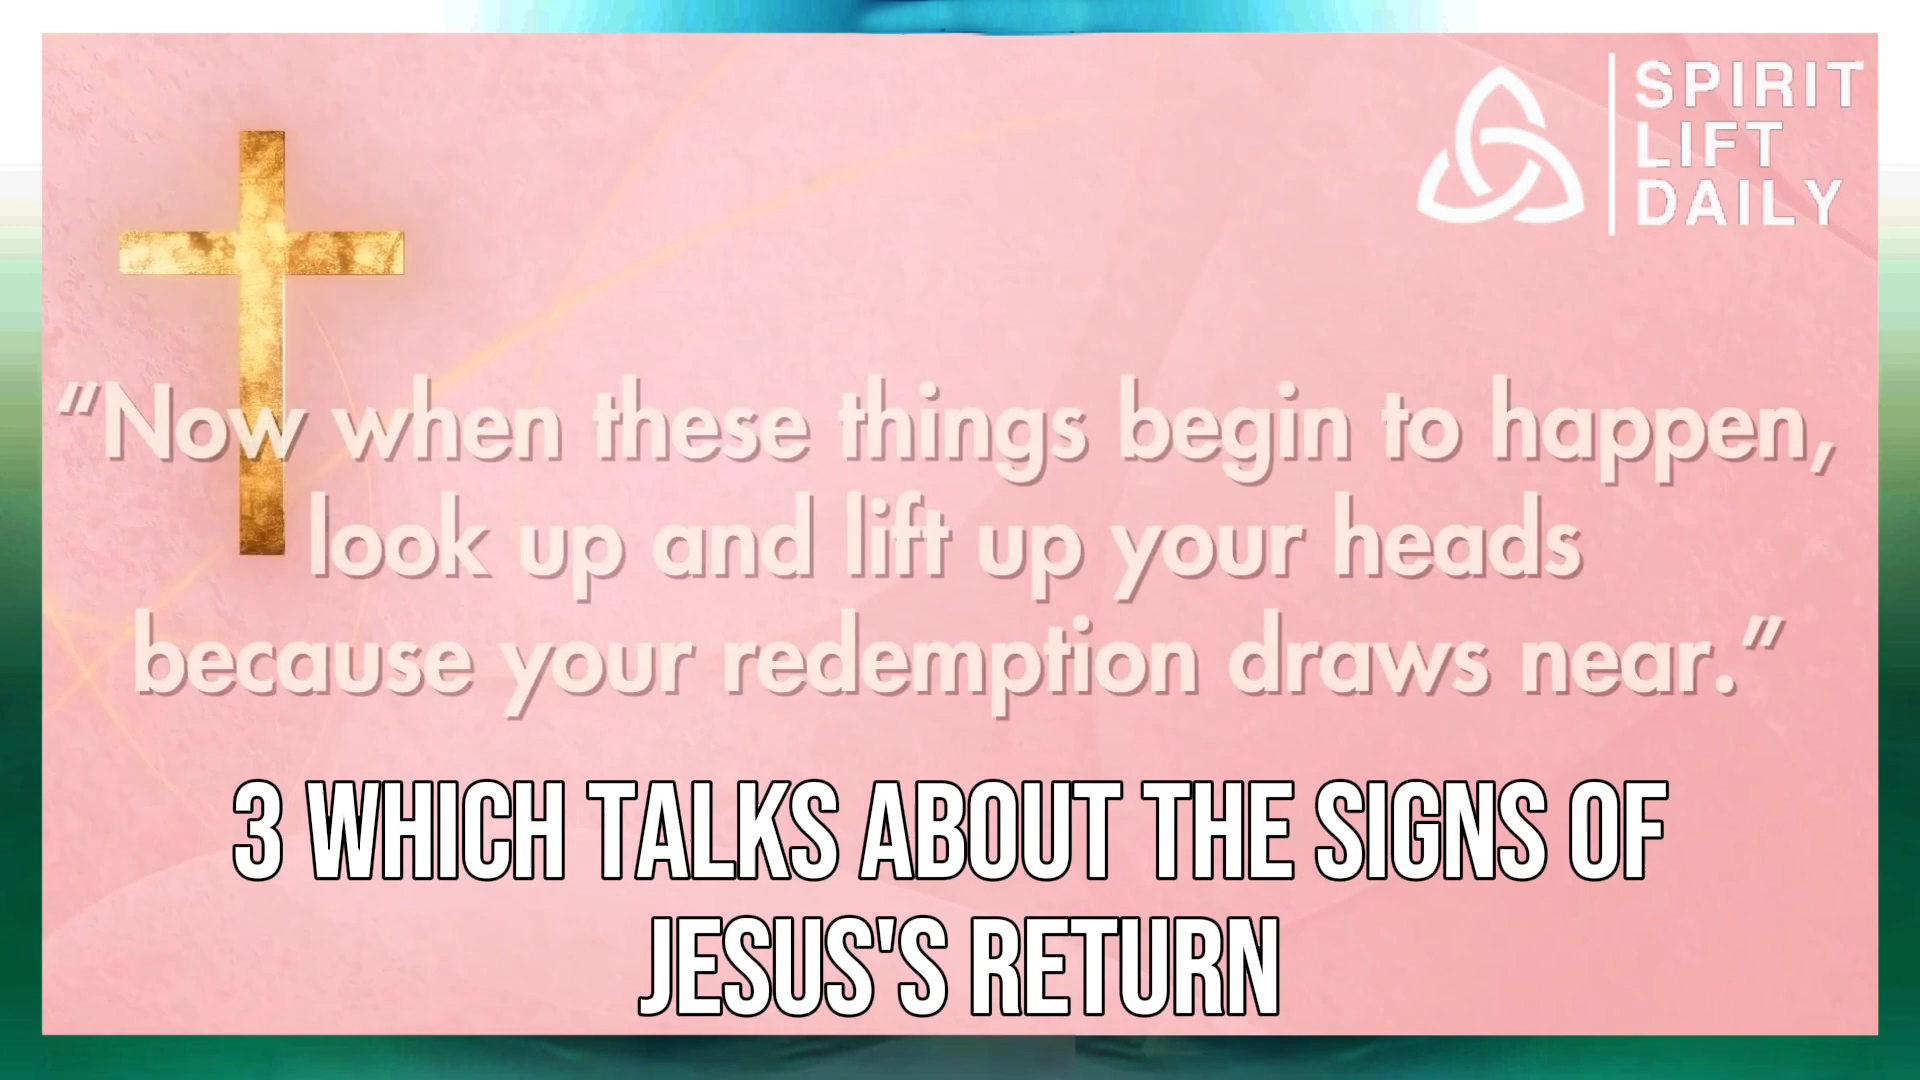 SPIRIT
LIFT
DAILY
“Now when these things begin to happen,
look up and lift up your heads
because your redemption draws near.”
3 WHICH TALKS ABOUT THE SIGNS OF
JESUS'S RETURN